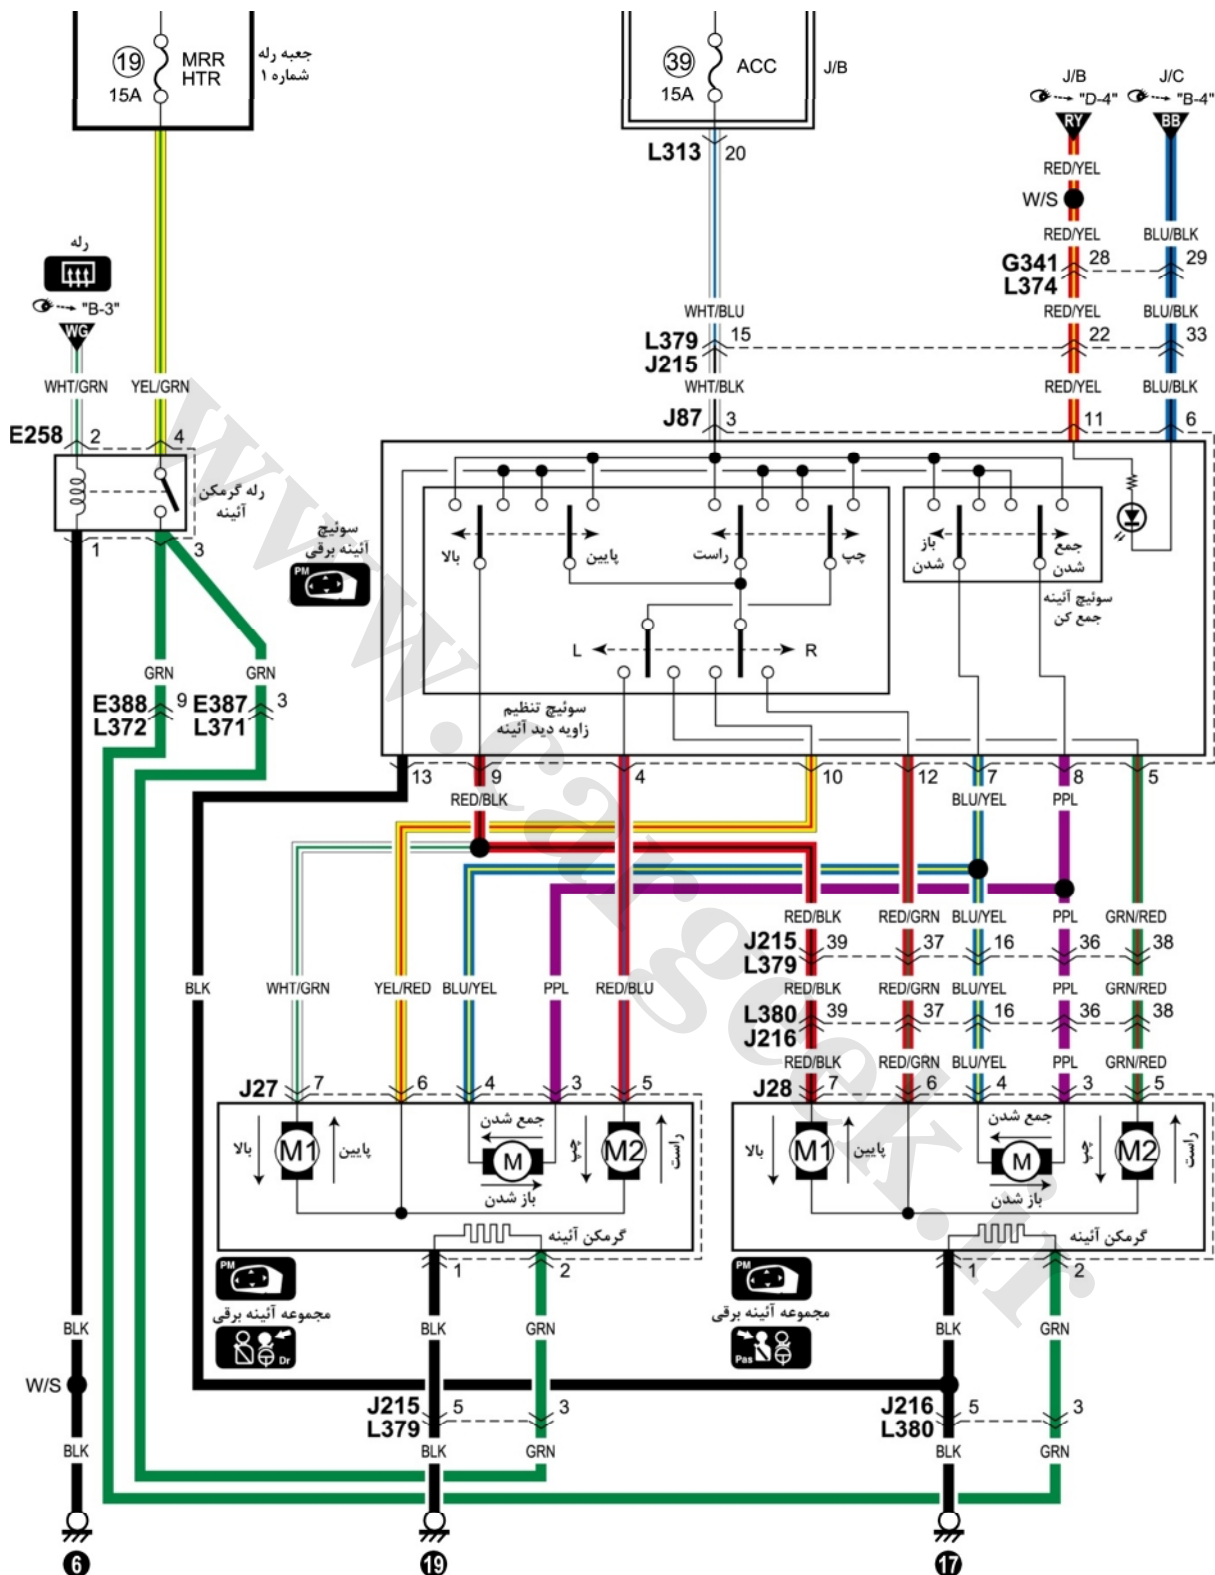 19
MRR
HTR
15A
جعبه رله
شماره ۱
39
ACC
15A
J/B
J/B
"D-4"
RY
J/C
"B-4"
BB
L313 20
RED/YEL
W/S
RED/YEL BLU/BLK
رله
"B-3"
WG
G341 28 29
L374
WHT/BLU RED/YEL BLU/BLK
L379 15 22 33
J215
WHT/GRN YEL/GRN WHT/BLK RED/YEL BLU/BLK
E258 2 4
J87 3 11 6
رله گرمکن
آئینه
1 3
سوئیچ
آئینه برقی
PM
بالا
پایین
راست
چپ
باز
شدن
جمع
شدن
سوئیچ آئینه
جمع کن
L R
سوئیچ تنظیم
زاویه دید آئینه
GRN GRN
E388 9 E387 3
L372 L371
13 9 4 10 12 7 8 5
RED/BLK BLU/YEL PPL
RED/BLK RED/GRN BLU/YEL PPL GRN/RED
J215 39 37 16 36 38
L379
BLK WHT/GRN YEL/RED BLU/YEL PPL RED/BLU RED/BLK RED/GRN BLU/YEL PPL GRN/RED
L380 39 37 16 36 38
J216
RED/BLK RED/GRN BLU/YEL PPL GRN/RED
J27 7 6 4 3 5
J28 7 6 4 3 5
بالا
M1
پایین
جمع شدن
M
باز شدن
چپ
M2
راست
گرمکن آئینه
بالا
M1
پایین
جمع شدن
M
باز شدن
چپ
M2
راست
گرمکن آئینه
1 2
1 2
PM
مجموعه آئینه برقی
Dr
PM
مجموعه آئینه برقی
Pas
BLK BLK GRN BLK GRN
W/S
J215 5 3
L379
J216 5 3
L380
BLK BLK GRN BLK GRN
6 19 17
www.cargeek.ir